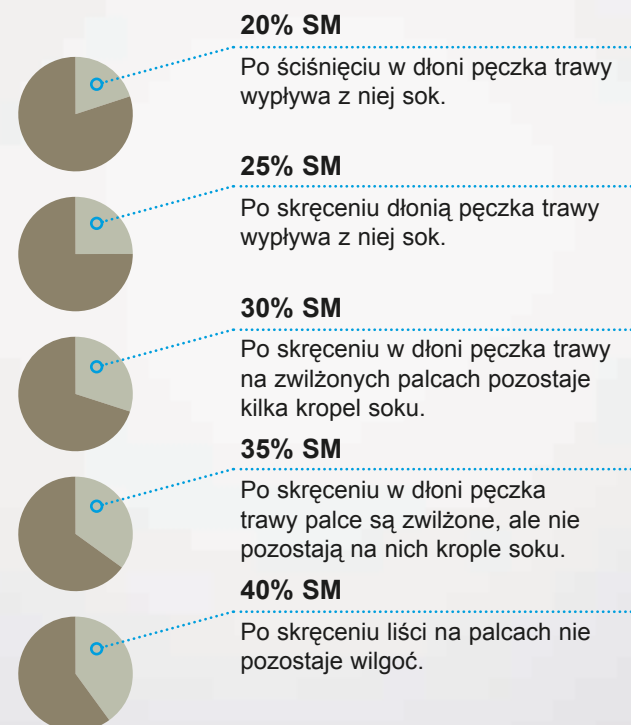 20% SM
Po ściśnięciu w dłoni pęczka trawy
wypływa z niej sok.
25% SM
Po skręceniu dłonią pęczka trawy
wypływa z niej sok.
30% SM
Po skręceniu w dłoni pęczka trawy
na zwilżonych palcach pozostaje
kilka kropel soku.
35% SM
Po skręceniu w dłoni pęczka
trawy palce są zwilżone, ale nie
pozostają na nich krople soku.
40% SM
Po skręceniu liści na palcach nie
pozostaje wilgoć.